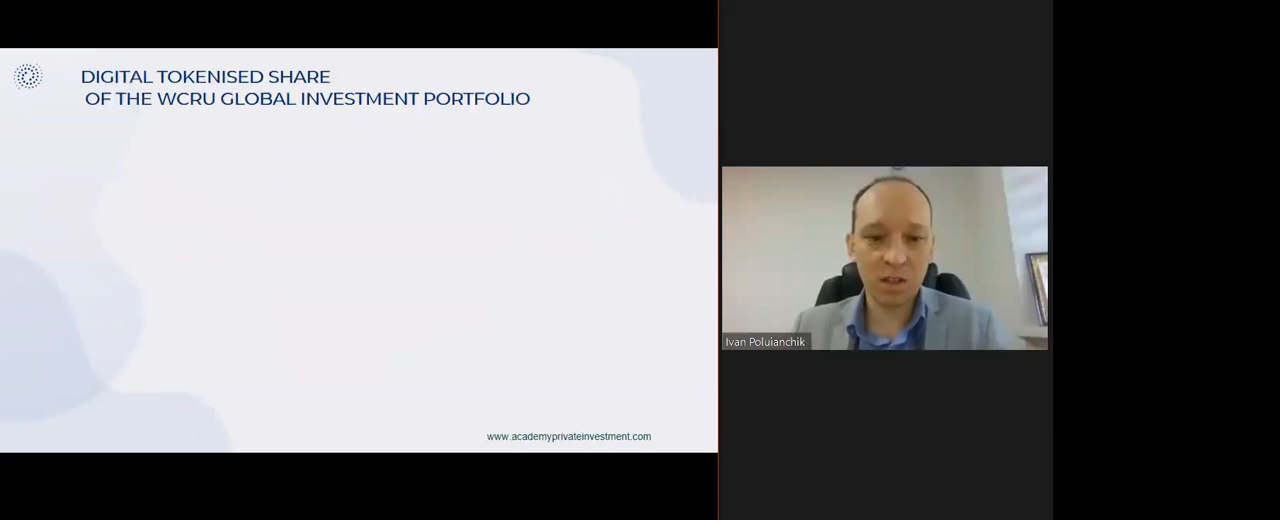 DIGITAL TOKENISED SHARE
OF THE WCRU GLOBAL INVESTMENT PORTFOLIO
www.academyprivateinvestment.com
Ivan Poluianchik